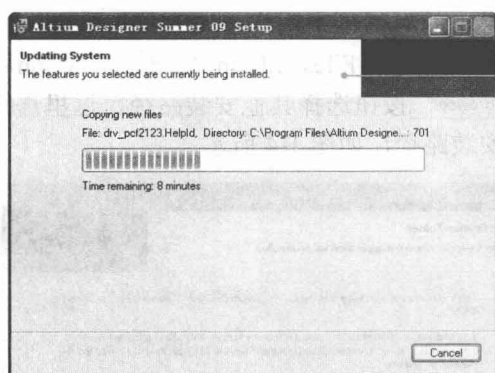 Altium Designer Summer 09 Setup
Updating System
The features you selected are currently being installed.
Copying new files
File: drv_pcf2123.HelpId, Directory: C:\Program Files\Altium Designe...: 701
Time remaining: 8 minutes
Cancel